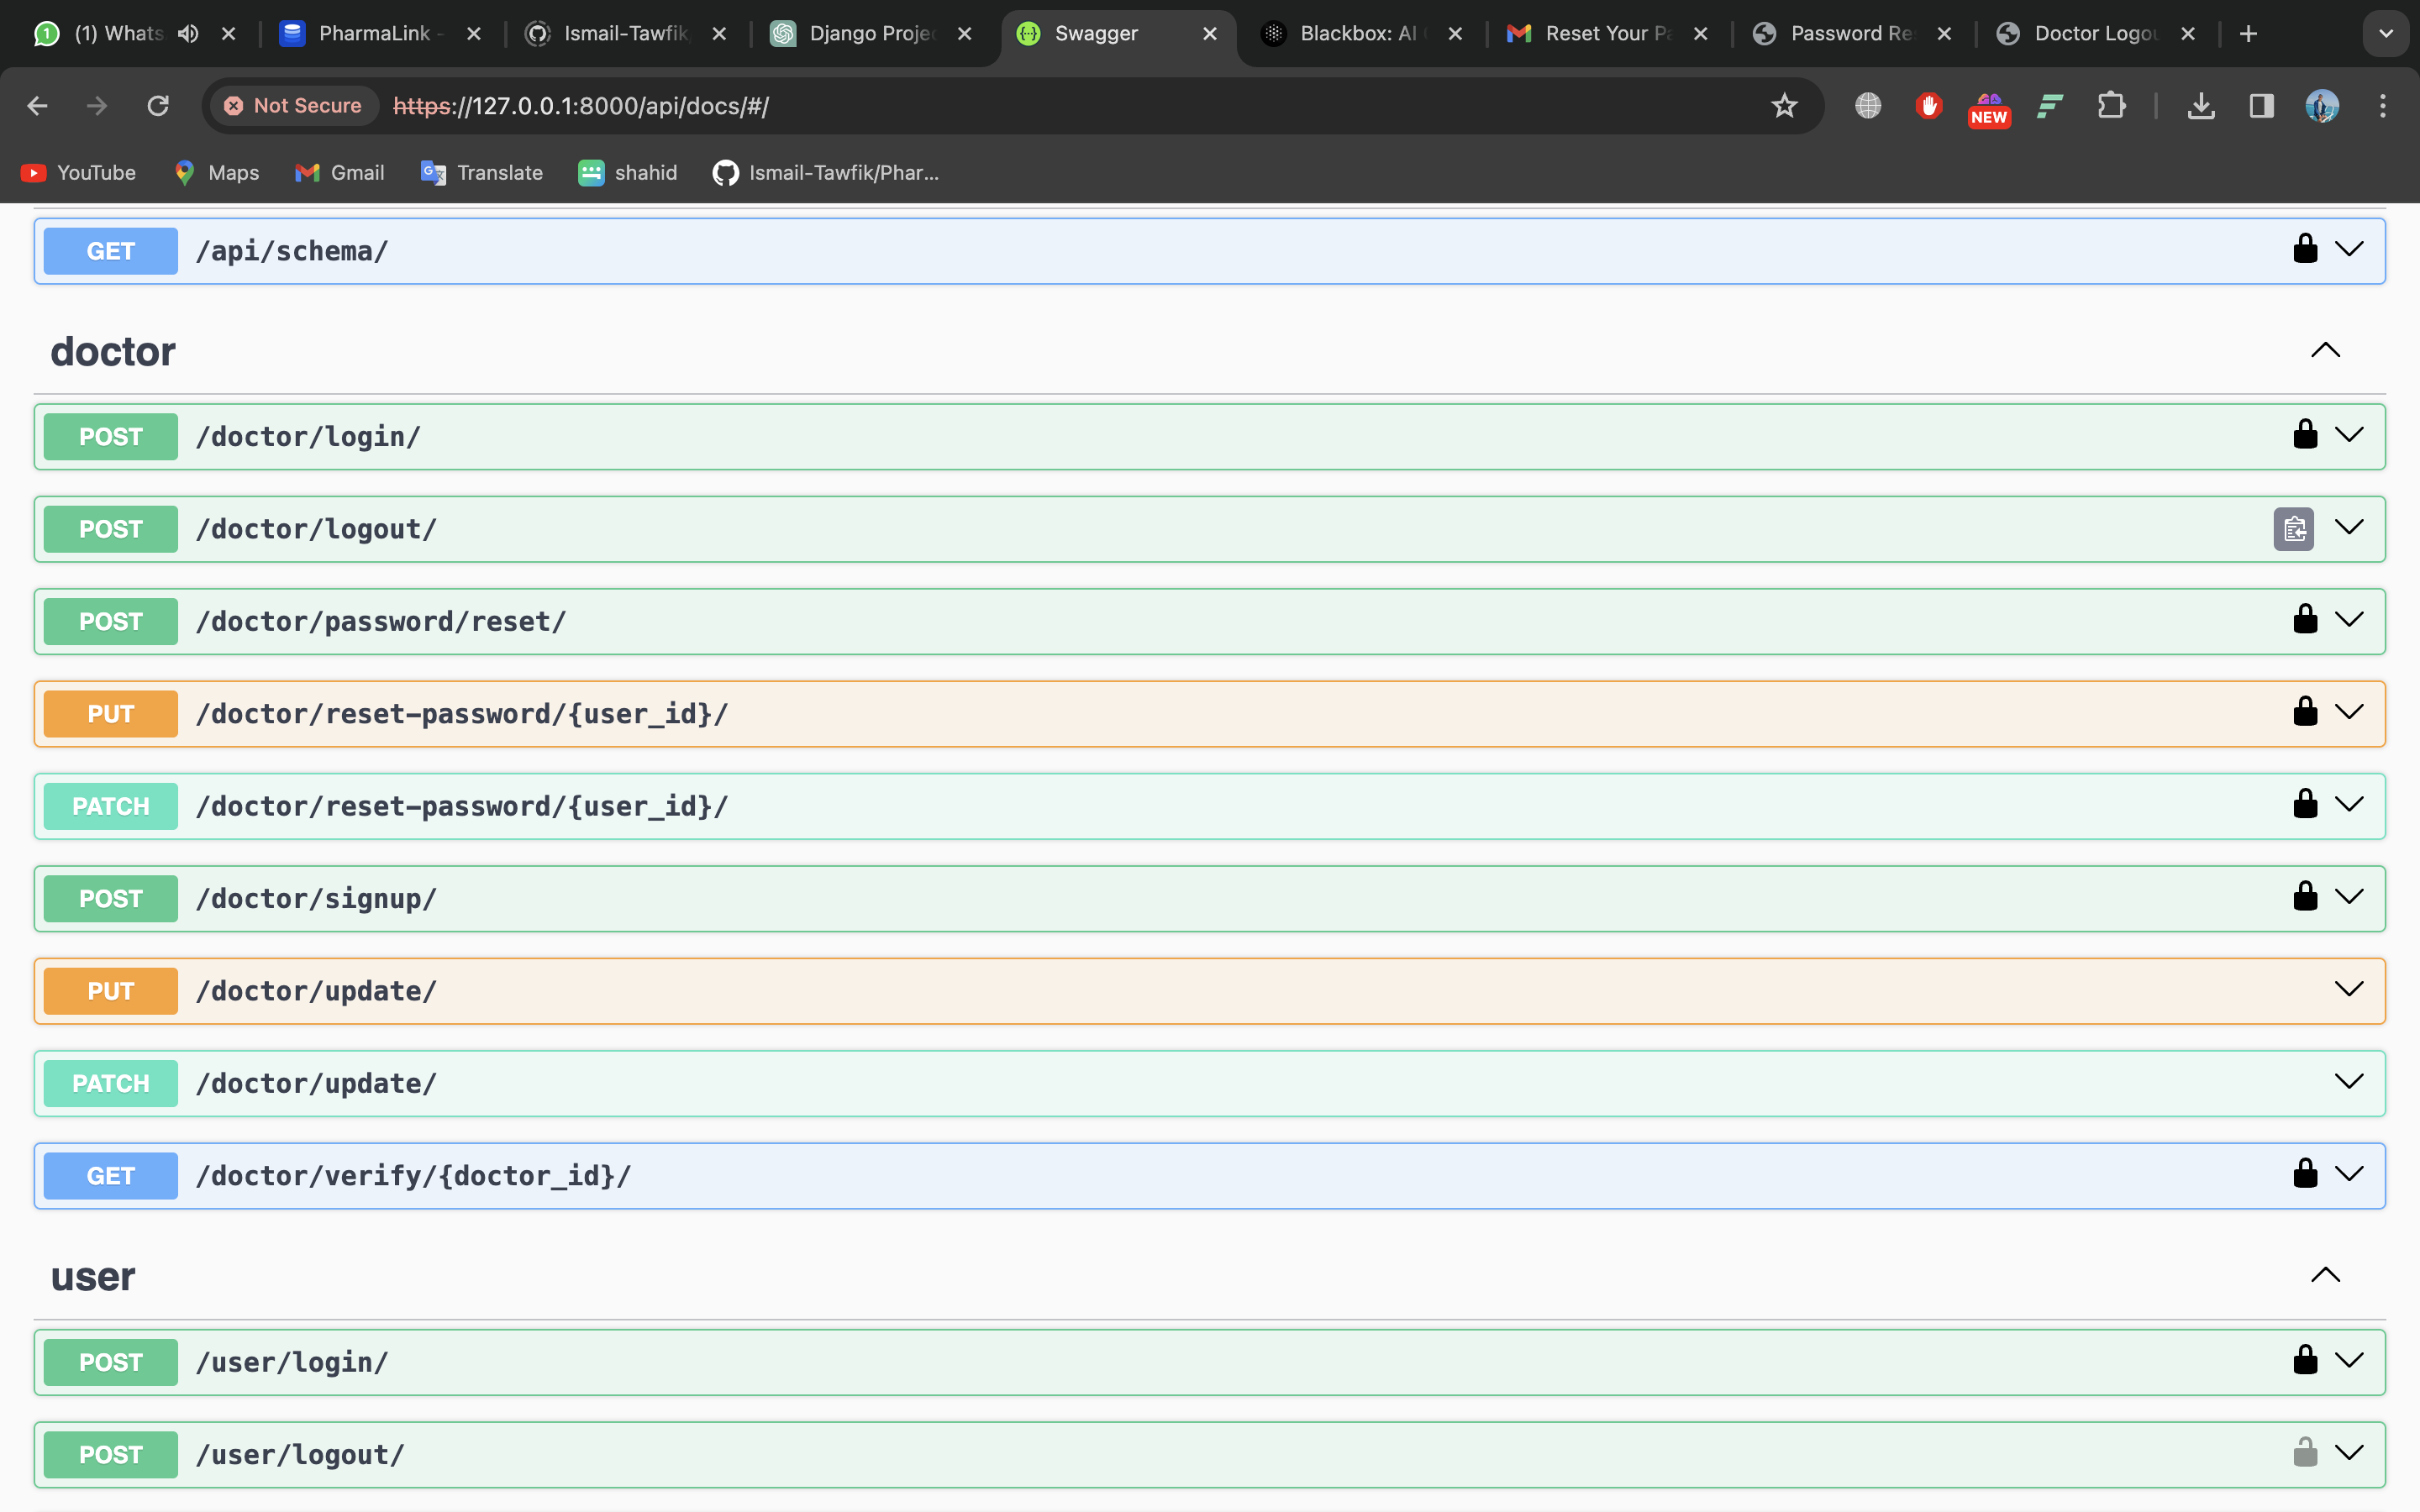 (1) Whats
PharmaLink -
Ismail-Tawfik
Django Proje
Swagger
Blackbox: AI
Reset Your Pa
Password Re
Doctor Logou
Not Secure
https://127.0.0.1:8000/api/docs/#/
NEW
YouTube
Maps
Gmail
Translate
shahid
Ismail-Tawfik/Phar...
GET /api/schema/
doctor
POST /doctor/login/
POST /doctor/logout/
POST /doctor/password/reset/
PUT /doctor/reset-password/{user_id}/
PATCH /doctor/reset-password/{user_id}/
POST /doctor/signup/
PUT /doctor/update/
PATCH /doctor/update/
GET /doctor/verify/{doctor_id}/
user
POST /user/login/
POST /user/logout/